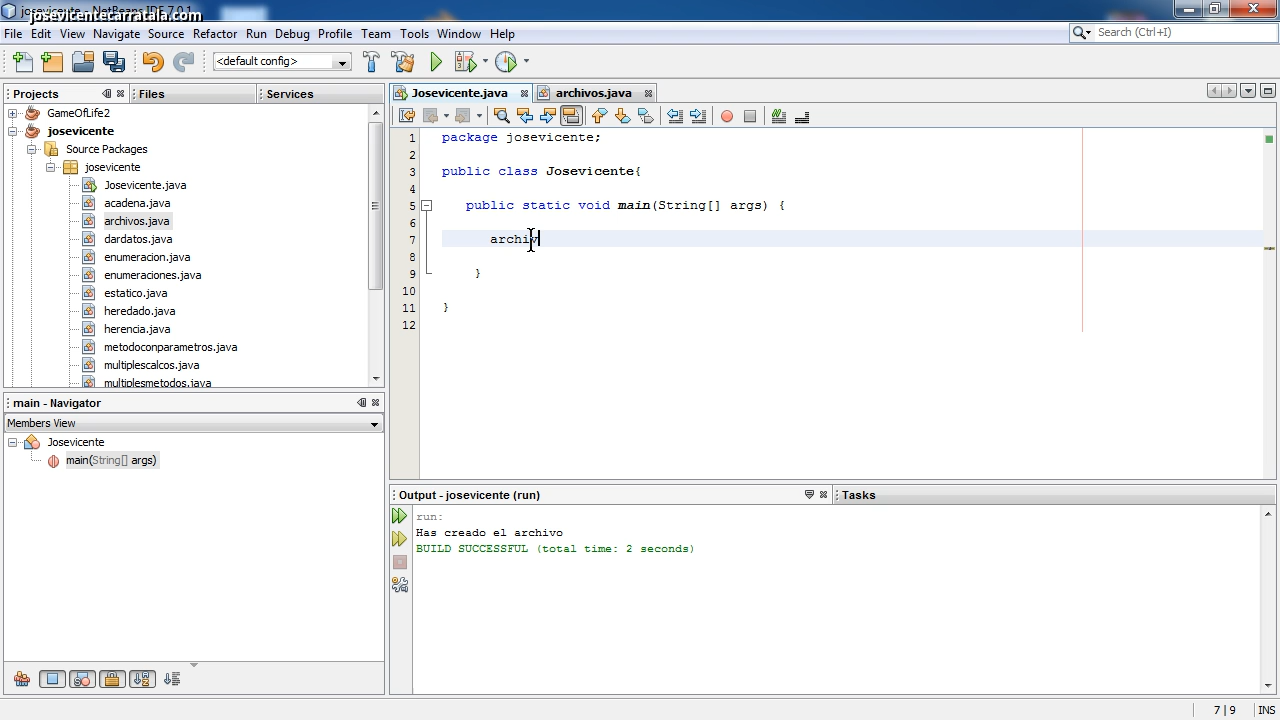 josevicente - NetBeans IDE 7.0.1
josevicentecarratala.com
File Edit View Navigate Source Refactor Run Debug Profile Team Tools Window Help
Search (Ctrl+I)
<default config>
Projects Files Services
GameOfLife2
josevicente
Source Packages
josevicente
Josevicente.java
acadena.java
archivos.java
dardatos.java
enumeracion.java
enumeraciones.java
estatico.java
heredado.java
herencia.java
metodoconparametros.java
multiplescalcos.java
multiplesmetodos.java
main - Navigator
Members View
Josevicente
main(String[] args)
Josevicente.java archivos.java
1 package josevicente;
2
3 public class Josevicente{
4
5 public static void main(String[] args) {
6
7 archiv
8
9 }
10
11 }
12
Output - josevicente (run) Tasks
run:
Has creado el archivo
BUILD SUCCESSFUL (total time: 2 seconds)
7 | 9 INS